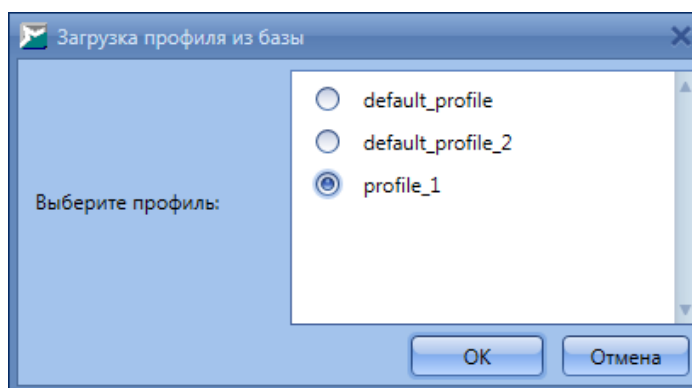 Загрузка профиля из базы
default_profile
default_profile_2
profile_1
Выберите профиль:
OK
Отмена